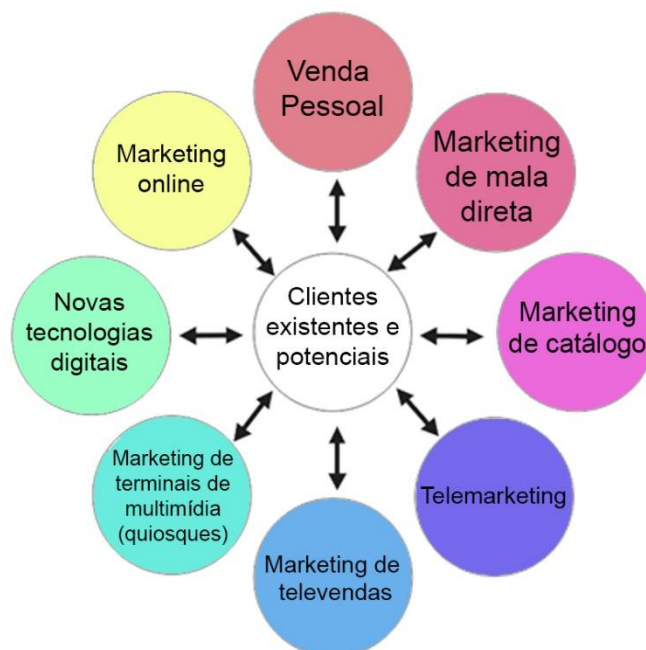 Venda
Pessoal
Marketing
de mala
direta
Marketing
de catálogo
Telemarketing
Marketing de
televendas
Marketing de
terminais de
multimídia
(quiosques)
Novas
tecnologias
digitais
Marketing
online
Clientes
existentes e
potenciais